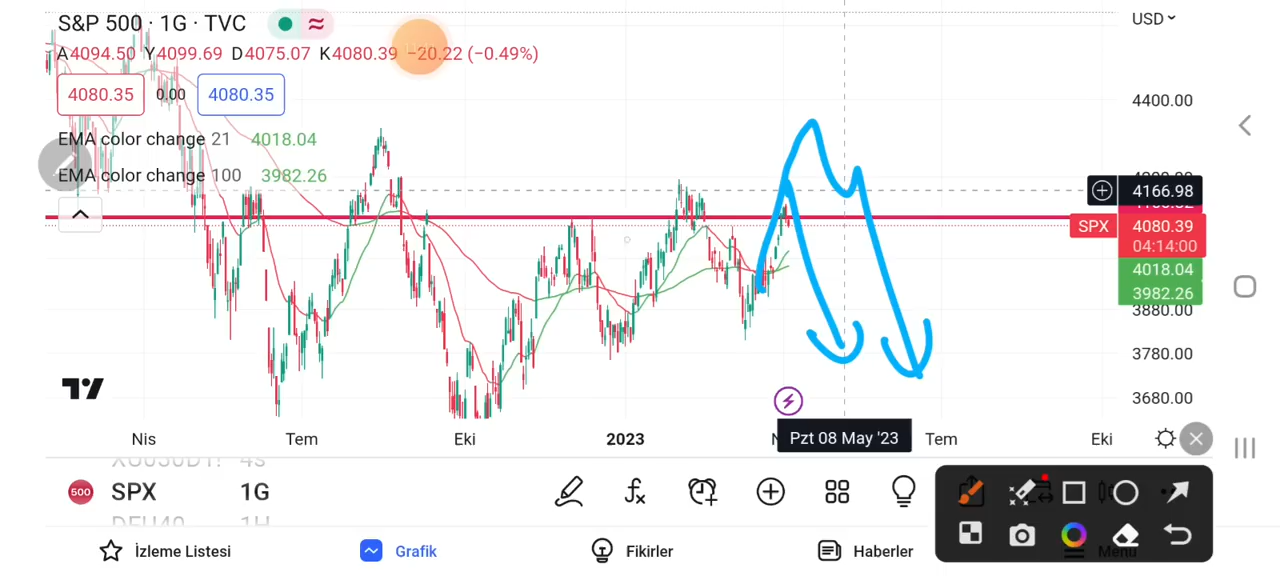 S&P 500 · 1G · TVC
USD
A4094.50 Y4099.69 D4075.07 K4080.39 −20.22 (−0.49%)
4080.35 0.00 4080.35
4400.00
EMA color change 21 4018.04
EMA color change 100 3982.26
4166.98
SPX 4080.39
04:14:00
4018.04
3982.26
3880.00
3780.00
3680.00
Nis Tem Eki 2023 Pzt 08 May '23 Tem Eki
500 SPX 1G
İzleme Listesi Grafik Fikirler Haberler Menü